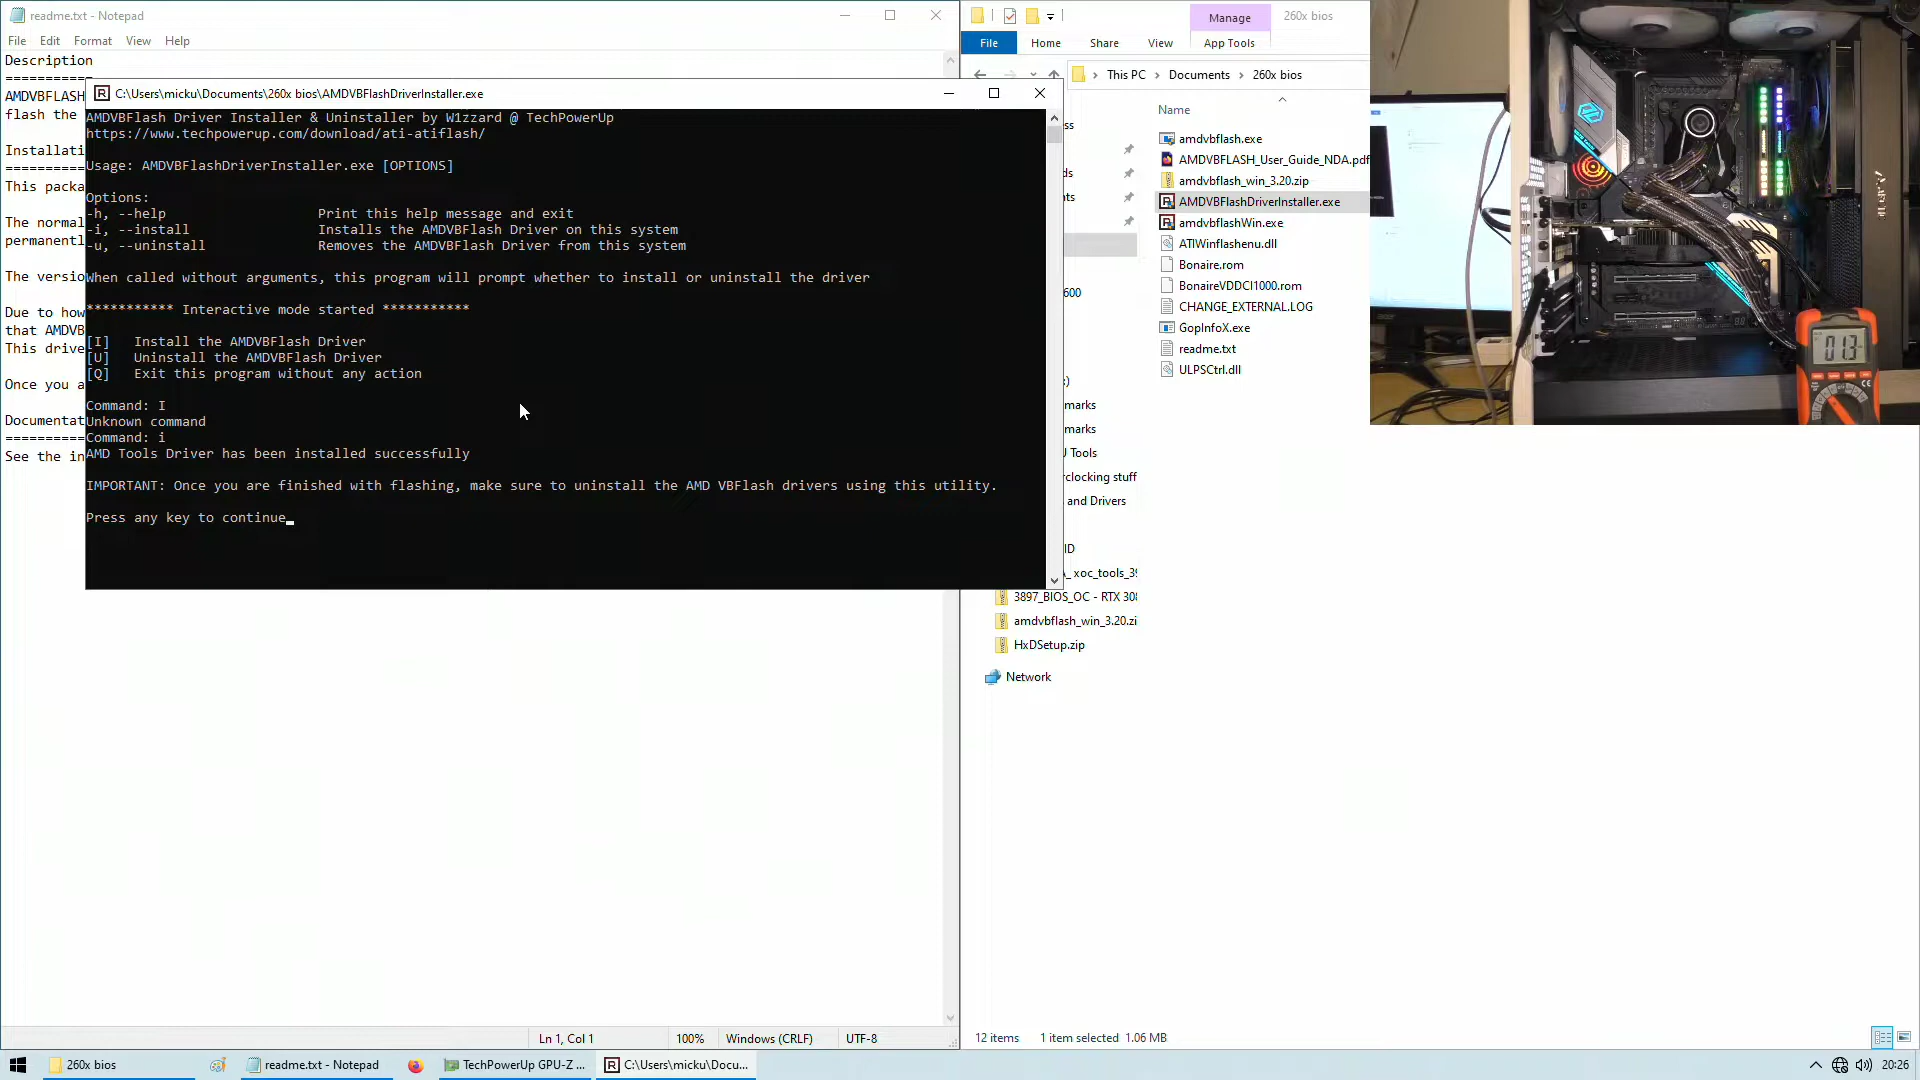 readme.txt - Notepad
File Edit Format View Help
Description
===========
AMDVBFLASH
flash the
Installati
This packa
The normal
permanentl
The versio
Due to how
that AMDVB
This drive
Once you a
Documentat
See the in
C:\Users\micku\Documents\260x bios\AMDVBFlashDriverInstaller.exe
AMDVBFlash Driver Installer & Uninstaller by W1zzard @ TechPowerUp
https://www.techpowerup.com/download/ati-atiflash/
Usage: AMDVBFlashDriverInstaller.exe [OPTIONS]
Options:
-h, --help Print this help message and exit
-i, --install Installs the AMDVBFlash Driver on this system
-u, --uninstall Removes the AMDVBFlash Driver from this system
When called without arguments, this program will prompt whether to install or uninstall the driver
*********** Interactive mode started ***********
[I] Install the AMDVBFlash Driver
[U] Uninstall the AMDVBFlash Driver
[Q] Exit this program without any action
Command: I
Unknown command
Command: i
AMD Tools Driver has been installed successfully
IMPORTANT: Once you are finished with flashing, make sure to uninstall the AMD VBFlash drivers using this utility.
Press any key to continue_
Ln 1, Col 1 100% Windows (CRLF) UTF-8
Manage 260x bios
File Home Share View App Tools
This PC > Documents > 260x bios
Name
amdvbflash.exe
AMDVBFLASH_User_Guide_NDA.pdf
amdvbflash_win_3.20.zip
AMDVBFlashDriverInstaller.exe
amdvbflashWin.exe
ATIWinflashenu.dll
Bonaire.rom
BonaireVDDCI1000.rom
CHANGE_EXTERNAL.LOG
GopInfoX.exe
readme.txt
ULPSCtrl.dll
ss
ds
nts
600
:)
marks
marks
U Tools
rclocking stuff
and Drivers
ID
_ xoc_tools_39
3897_BIOS_OC - RTX 308
amdvbflash_win_3.20.zi
HxDSetup.zip
Network
12 items 1 item selected 1.06 MB
013
260x bios
readme.txt - Notepad
TechPowerUp GPU-Z ...
C:\Users\micku\Docu...
20:26